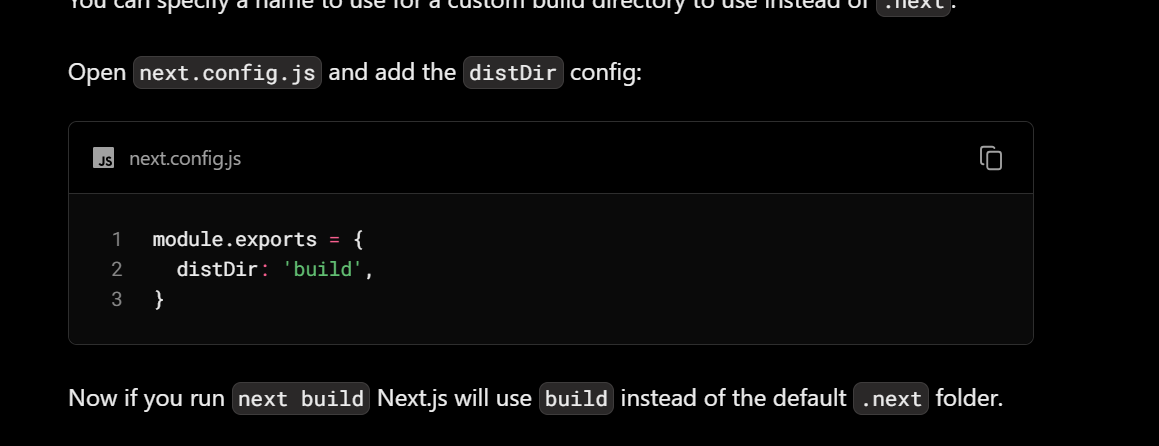 You can specify a name to use for a custom build directory to use instead of .next.
Open next.config.js and add the distDir config:
JS next.config.js
1 module.exports = {
2 distDir: 'build',
3 }
Now if you run next build Next.js will use build instead of the default .next folder.